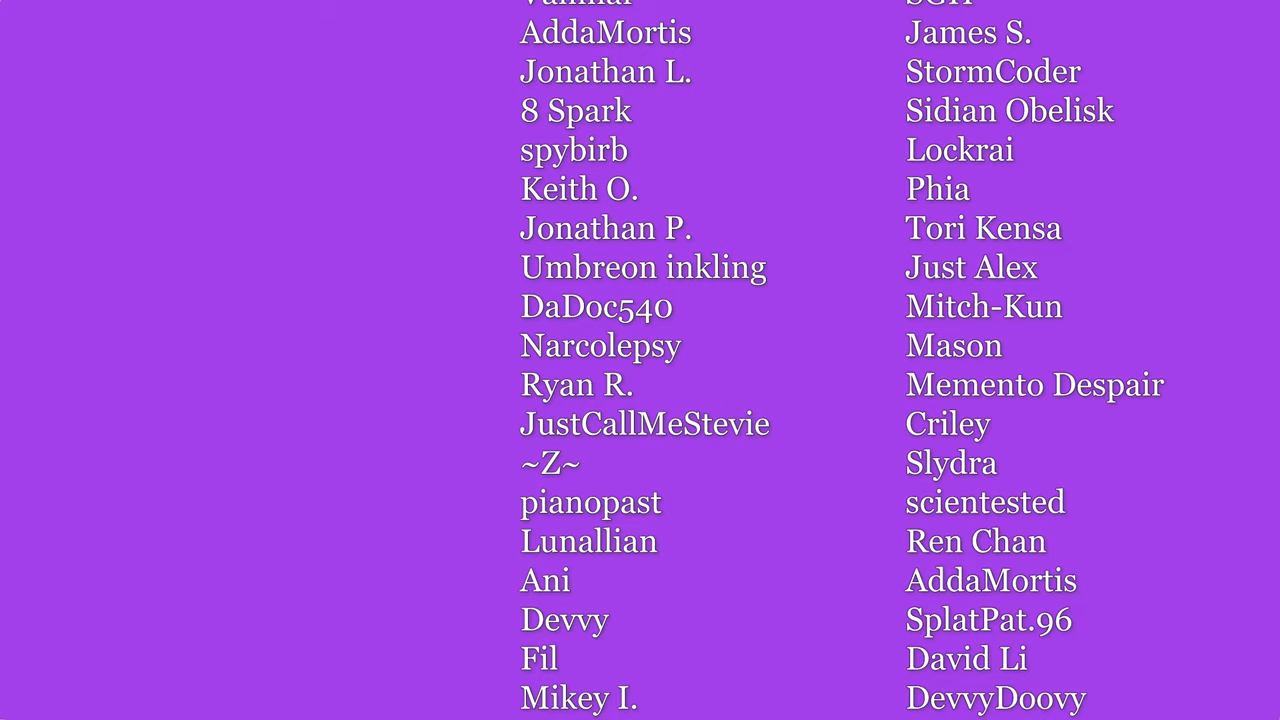 AddaMortis
Jonathan L.
8 Spark
spybirb
Keith O.
Jonathan P.
Umbreon inkling
DaDoc540
Narcolepsy
Ryan R.
JustCallMeStevie
~Z~
pianopast
Lunallian
Ani
Devvy
Fil
Mikey I.
James S.
StormCoder
Sidian Obelisk
Lockrai
Phia
Tori Kensa
Just Alex
Mitch-Kun
Mason
Memento Despair
Criley
Slydra
scientested
Ren Chan
AddaMortis
SplatPat.96
David Li
DevvyDoovy